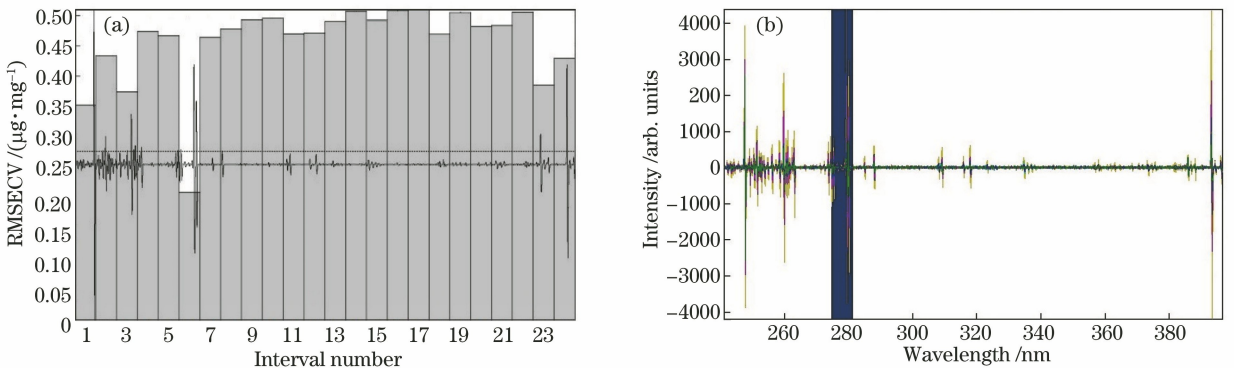 (a)
RMSECV /(μg·mg⁻¹)
0.50
0.45
0.40
0.35
0.30
0.25
0.20
0.15
0.10
0.05
0
1 3 5 7 9 11 13 15 17 19 21 23
Interval number
(b)
Intensity /arb. units
4000
3000
200
1000
0
−1000
−2000
−3000
−4000
260 280 300 320 340 360 380
Wavelength /nm